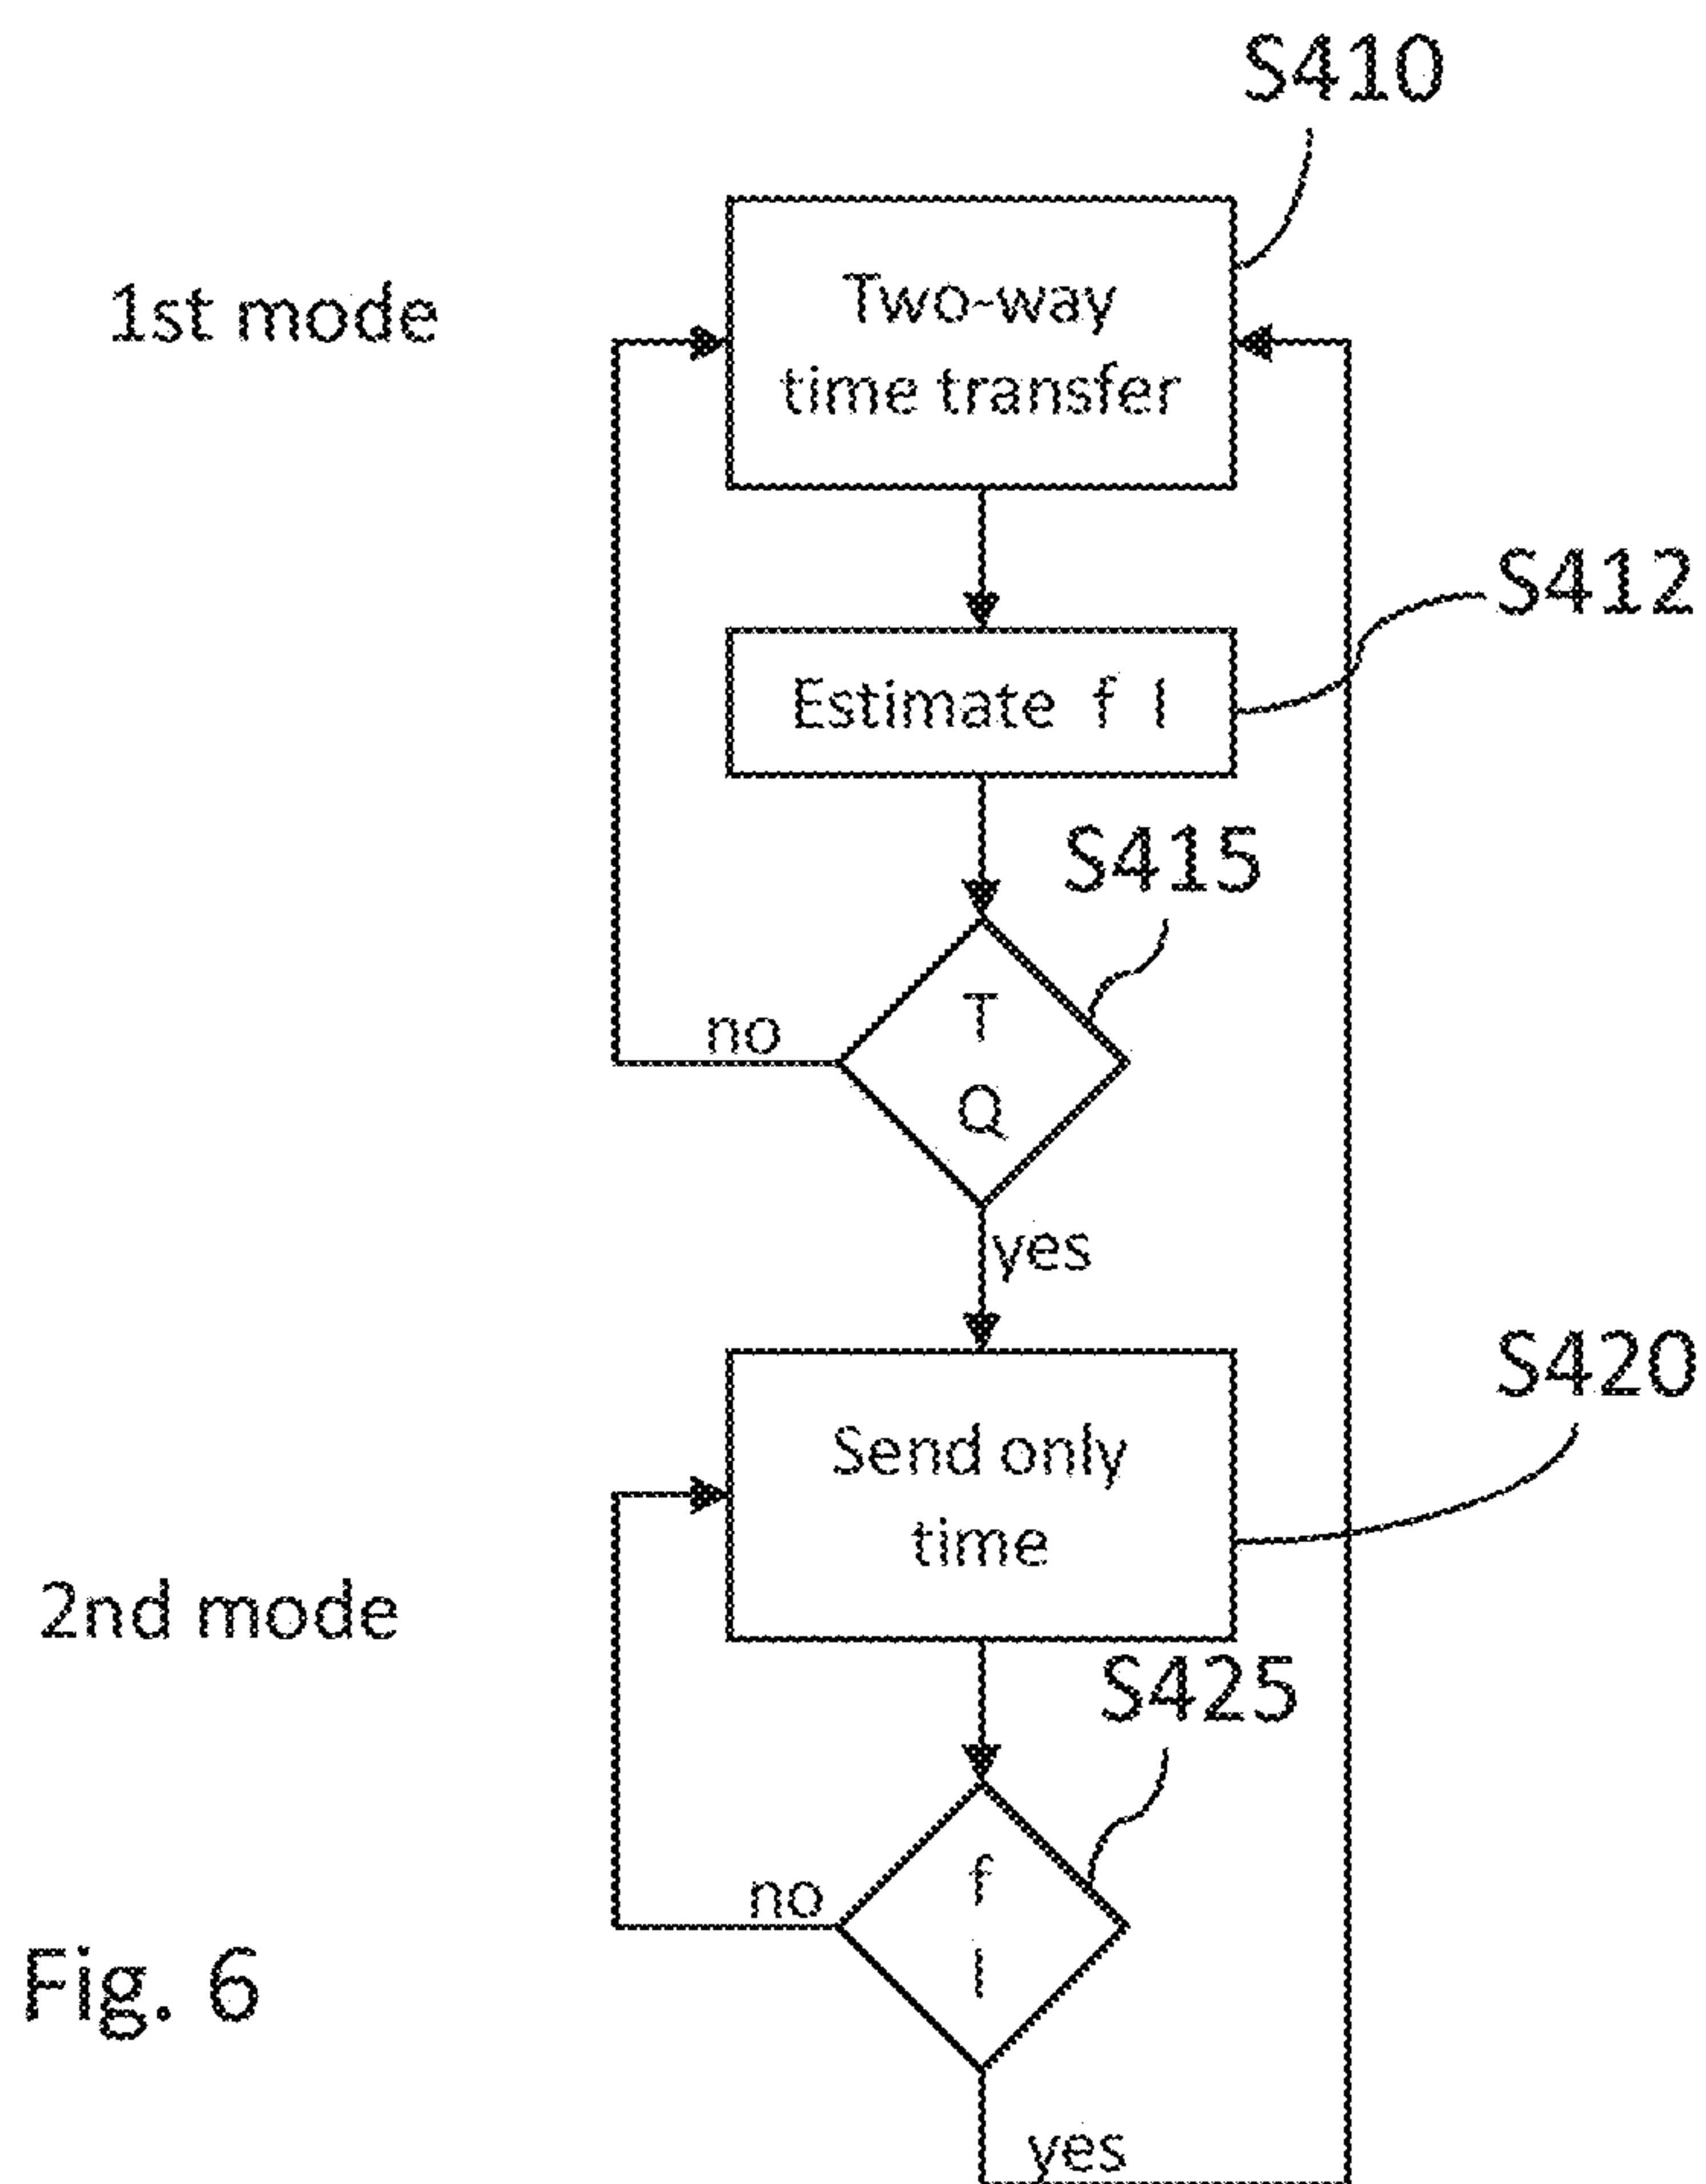 S410
1st mode
Two-way
time transfer
S412
Estimate f I
S415
T
Q
no
yes
S420
Send only
time
2nd mode
S425
f
I
no
Fig. 6
yes